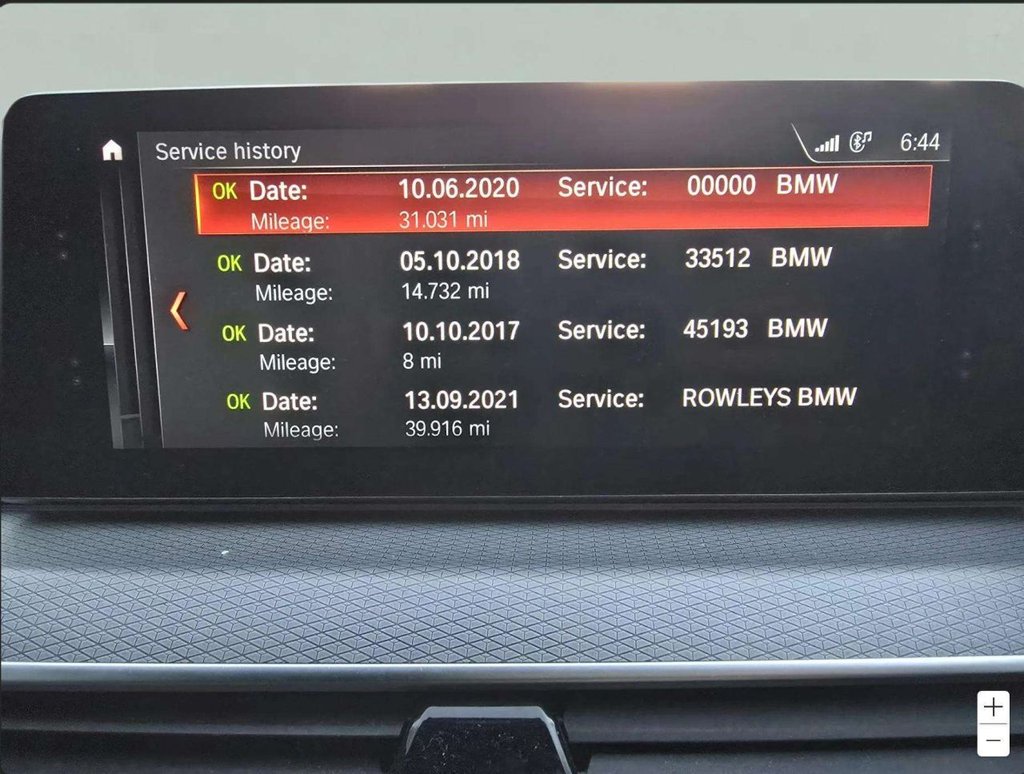 Service history 6:44
OK Date: 10.06.2020 Service: 00000 BMW
Mileage: 31.031 mi
OK Date: 05.10.2018 Service: 33512 BMW
Mileage: 14.732 mi
OK Date: 10.10.2017 Service: 45193 BMW
Mileage: 8 mi
OK Date: 13.09.2021 Service: ROWLEYS BMW
Mileage: 39.916 mi